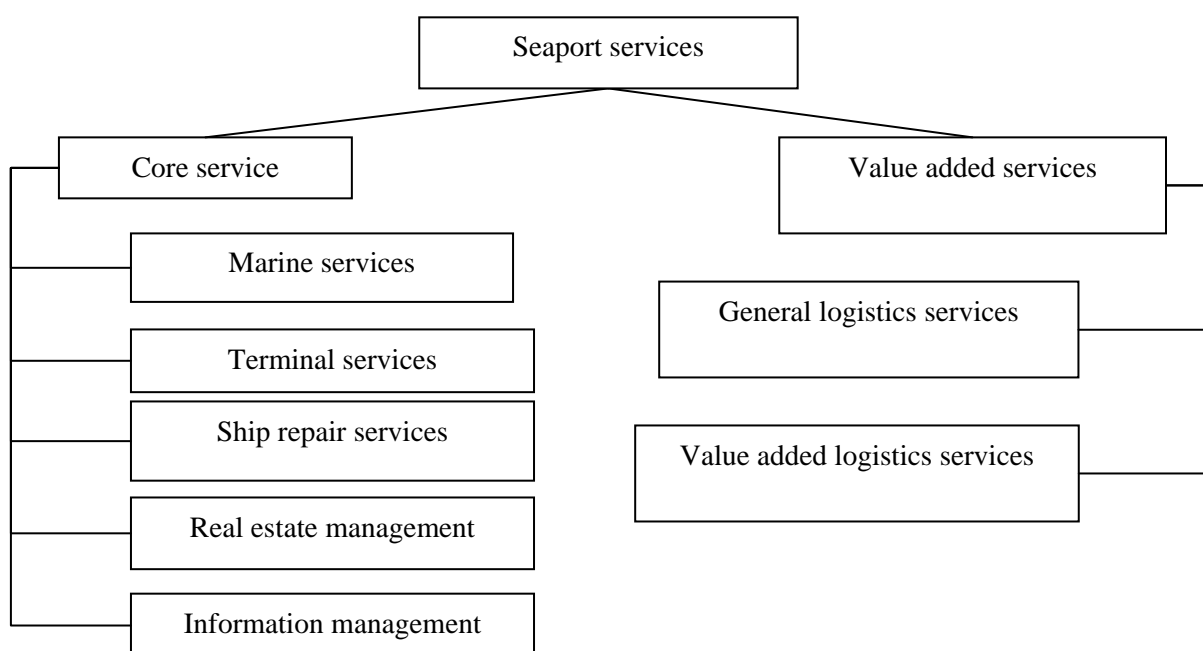 Seaport services
Core service
Value added services
Marine services
General logistics services
Terminal services
Ship repair services
Value added logistics services
Real estate management
Information management